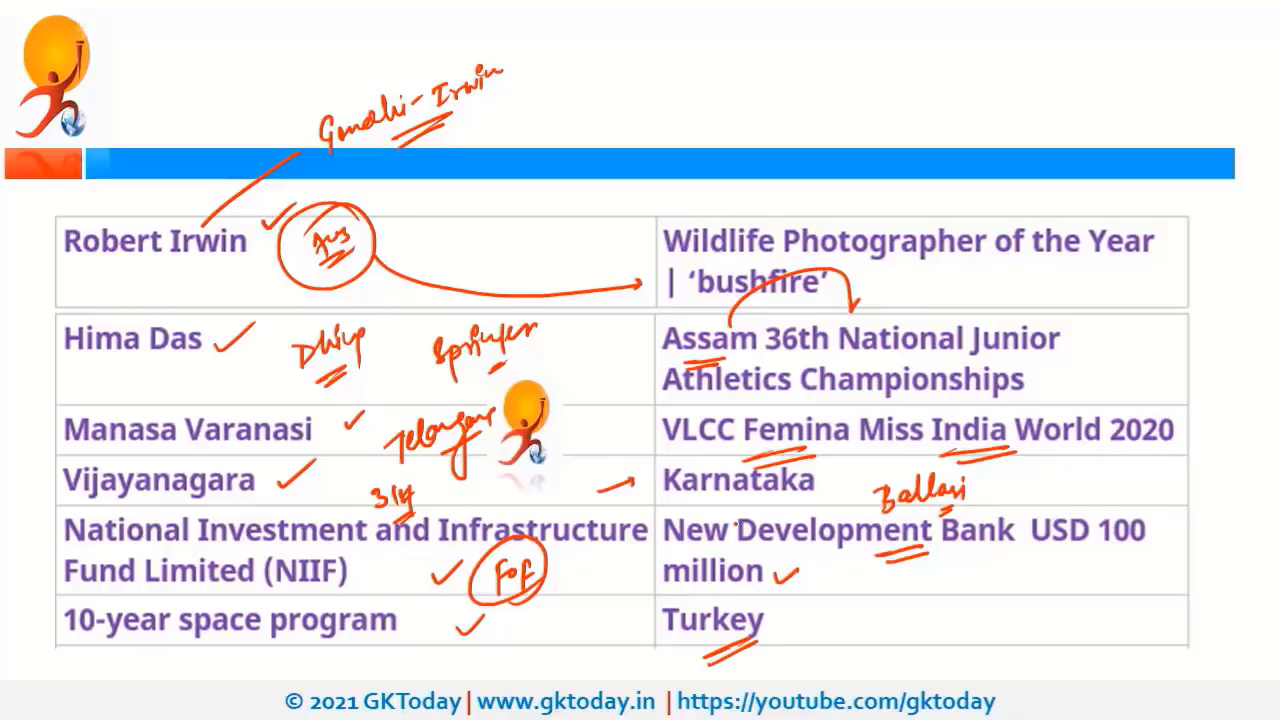 Gandhi-Irwin
Robert Irwin
Aus
Wildlife Photographer of the Year
| ‘bushfire’
Hima Das
Assam 36th National Junior
Athletics Championships
Manasa Varanasi
VLCC Femina Miss India World 2020
Vijayanagara
31st
Karnataka
Ballari
National Investment and Infrastructure
Fund Limited (NIIF)
FoF
New Development Bank USD 100
million
10-year space program
Turkey
© 2021 GKToday | www.gktoday.in | https://youtube.com/gktoday